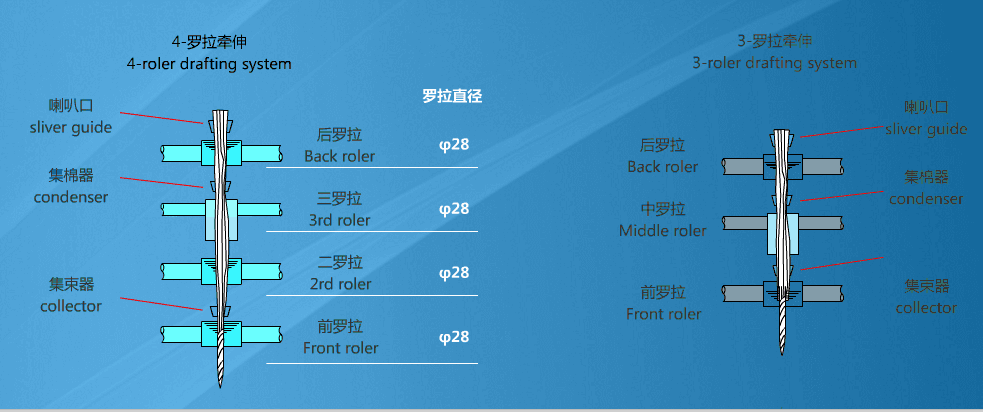 4-罗拉牵伸
4-roler drafting system
罗拉直径
喇叭口
sliver guide
后罗拉
Back roler
φ28
集棉器
condenser
三罗拉
3rd roler
φ28
二罗拉
2rd roler
φ28
集束器
collector
前罗拉
Front roler
φ28
3-罗拉牵伸
3-roler drafting system
喇叭口
sliver guide
后罗拉
Back roler
集棉器
condenser
中罗拉
Middle roler
前罗拉
Front roler
集束器
collector